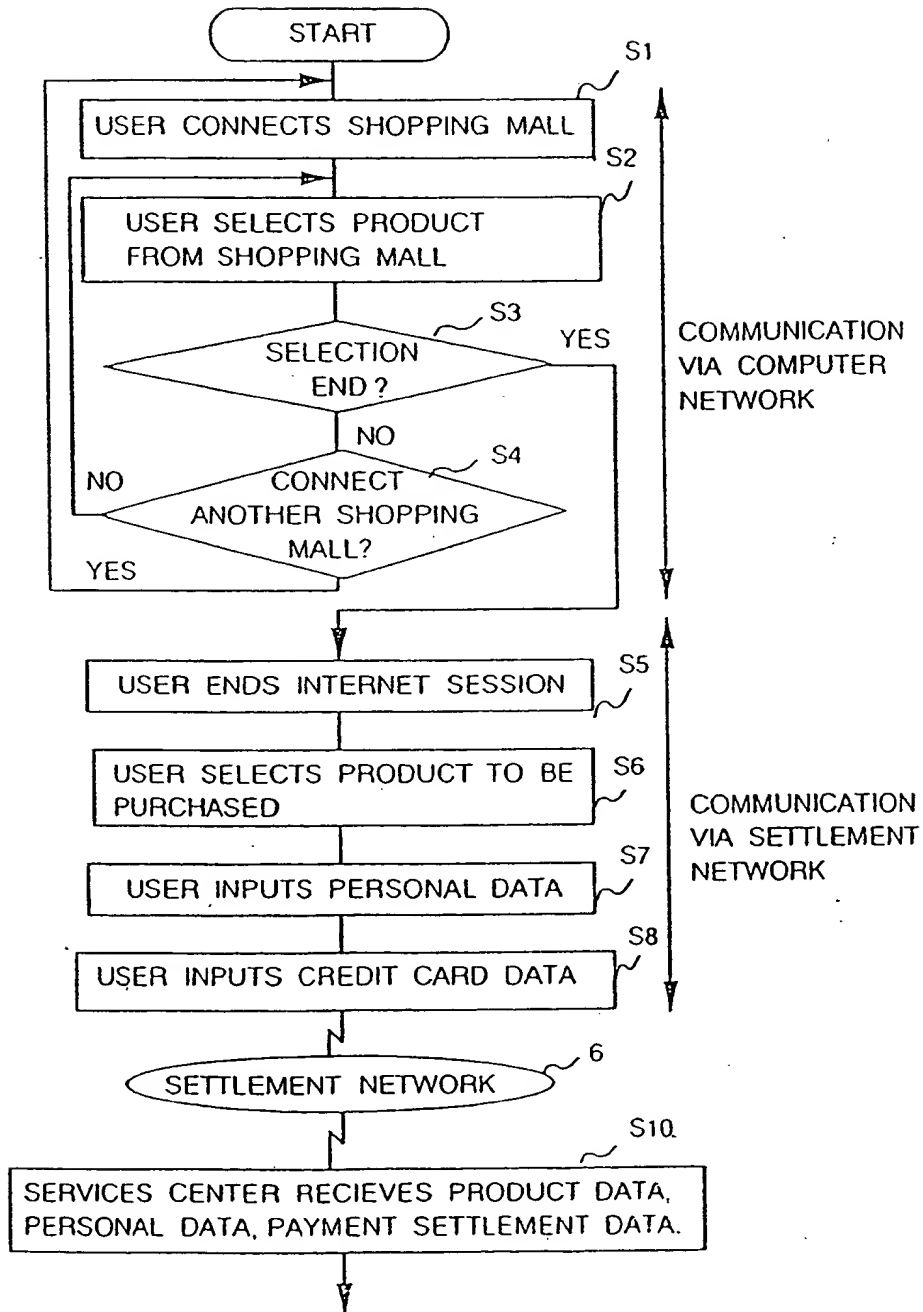 START
S1
USER CONNECTS SHOPPING MALL
S2
USER SELECTS PRODUCT
FROM SHOPPING MALL
S3
YES
SELECTION
END?
COMMUNICATION
VIA COMPUTER
NETWORK
NO
S4
NO
CONNECT
ANOTHER SHOPPING
MALL?
YES
S5
USER ENDS INTERNET SESSION
S6
USER SELECTS PRODUCT TO BE
PURCHASED
COMMUNICATION
VIA SETTLEMENT
NETWORK
S7
USER INPUTS PERSONAL DATA
S8
USER INPUTS CREDIT CARD DATA
6
SETTLEMENT NETWORK
S10.
SERVICES CENTER RECIEVES PRODUCT DATA,
PERSONAL DATA, PAYMENT SETTLEMENT DATA.